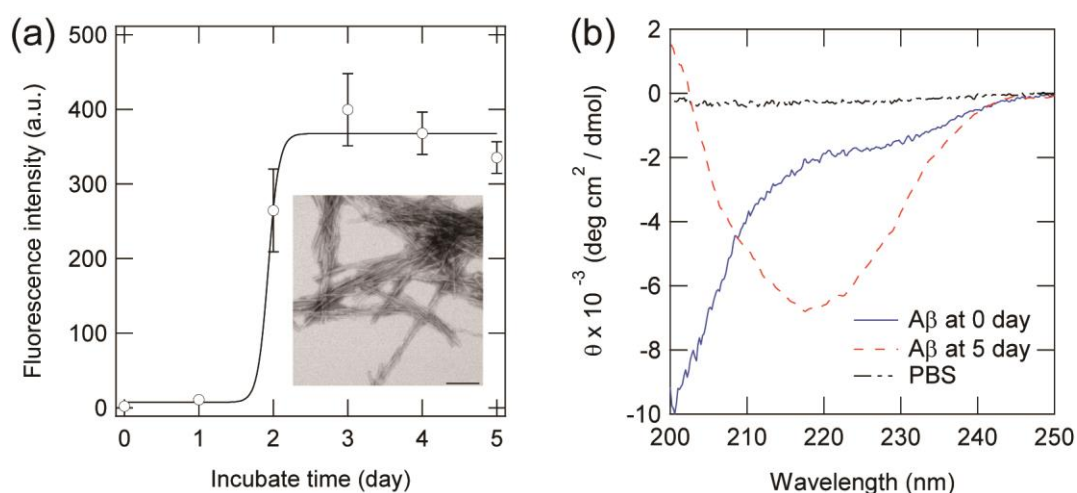 (a)
500
400
300
200
100
0
Fluorescence intensity (a.u.)
0 1 2 3 4 5
Incubate time (day)
(b)
2
0
-2
-4
-6
-8
-10
θ x 10⁻³ (deg cm² / dmol)
Aβ at 0 day
Aβ at 5 day
PBS
200 210 220 230 240 250
Wavelength (nm)